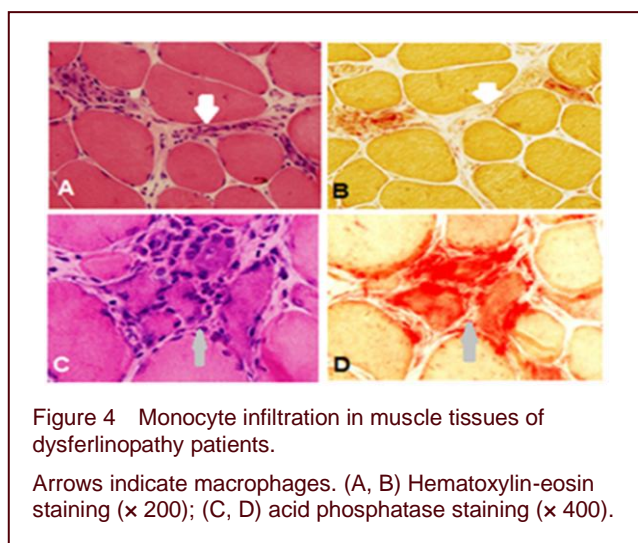 A
B
C
D
Figure 4 Monocyte infiltration in muscle tissues of
dysferlinopathy patients.
Arrows indicate macrophages. (A, B) Hematoxylin-eosin
staining (× 200); (C, D) acid phosphatase staining (× 400).